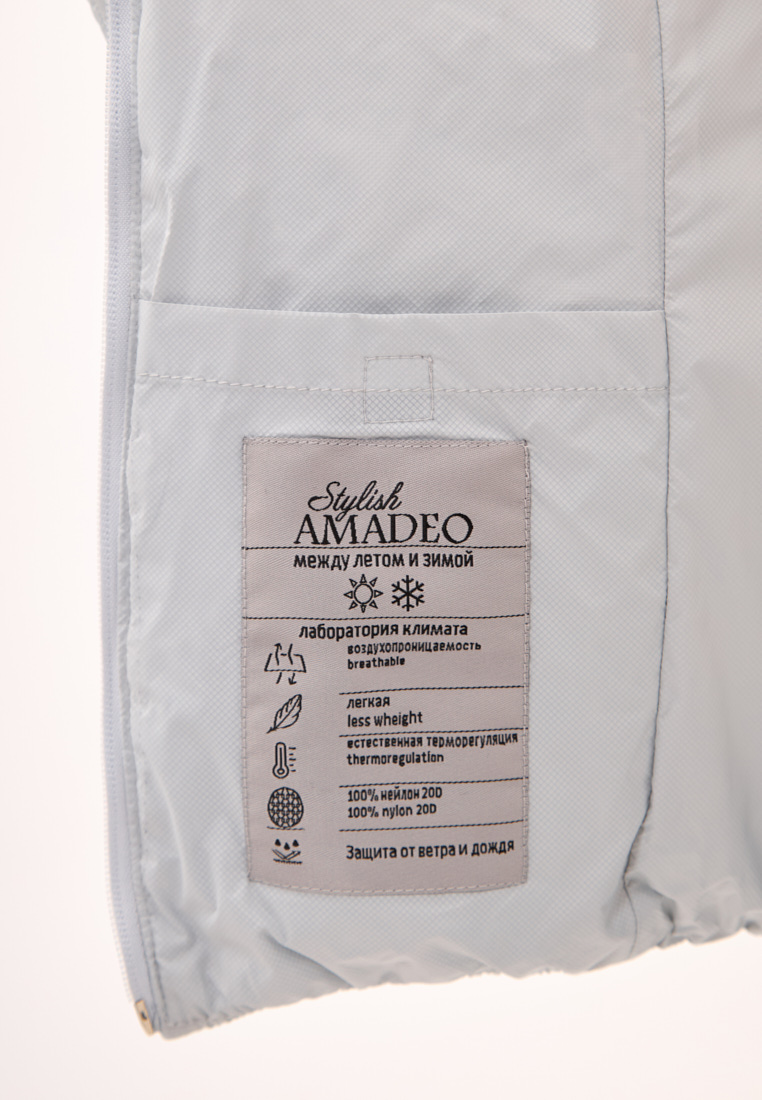 Stylish
AMADEO
между летом и зимой
лаборатория климата
воздухопроницаемость
breathable
легкая
less wheight
естественная терморегуляция
thermoregulation
100% нейлон 20D
100% nylon 20D
Защита от ветра и дождя